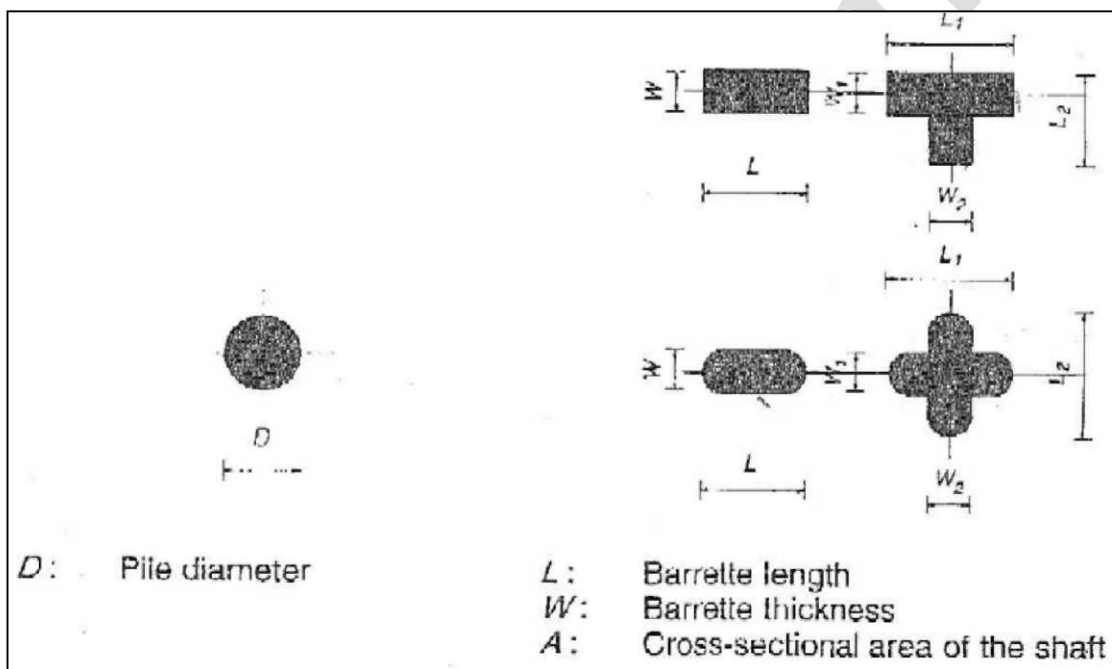 L1
W
W1
L2
L
W2
L1
W
W1
L2
D
L
W2
D: Pile diameter
L: Barrette length
W: Barrette thickness
A: Cross-sectional area of the shaft